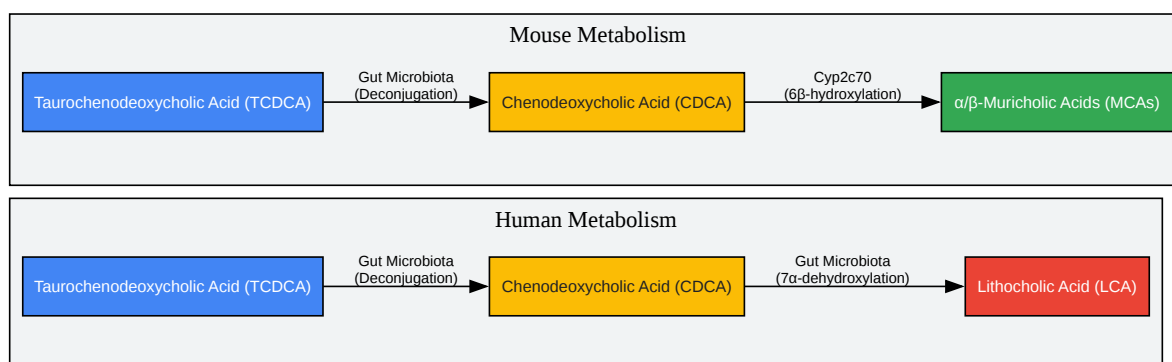 Mouse Metabolism
Taurochenodeoxycholic Acid (TCDCA)
Gut Microbiota
(Deconjugation)
Chenodeoxycholic Acid (CDCA)
Cyp2c70
(6β-hydroxylation)
α/β-Muricholic Acids (MCAs)
Human Metabolism
Taurochenodeoxycholic Acid (TCDCA)
Gut Microbiota
(Deconjugation)
Chenodeoxycholic Acid (CDCA)
Gut Microbiota
(7α-dehydroxylation)
Lithocholic Acid (LCA)